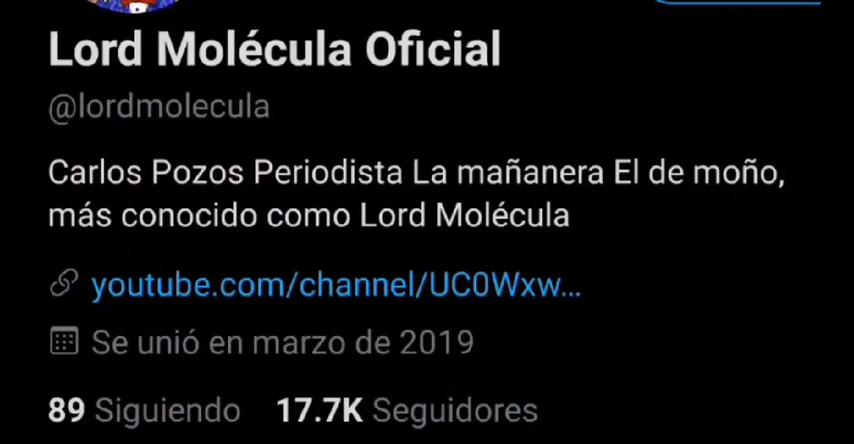 Lord Molécula Oficial
@lordmolecula
Carlos Pozos Periodista La mañanera El de moño,
más conocido como Lord Molécula
youtube.com/channel/UC0Wxw...
Se unió en marzo de 2019
89 Siguiendo 17.7K Seguidores